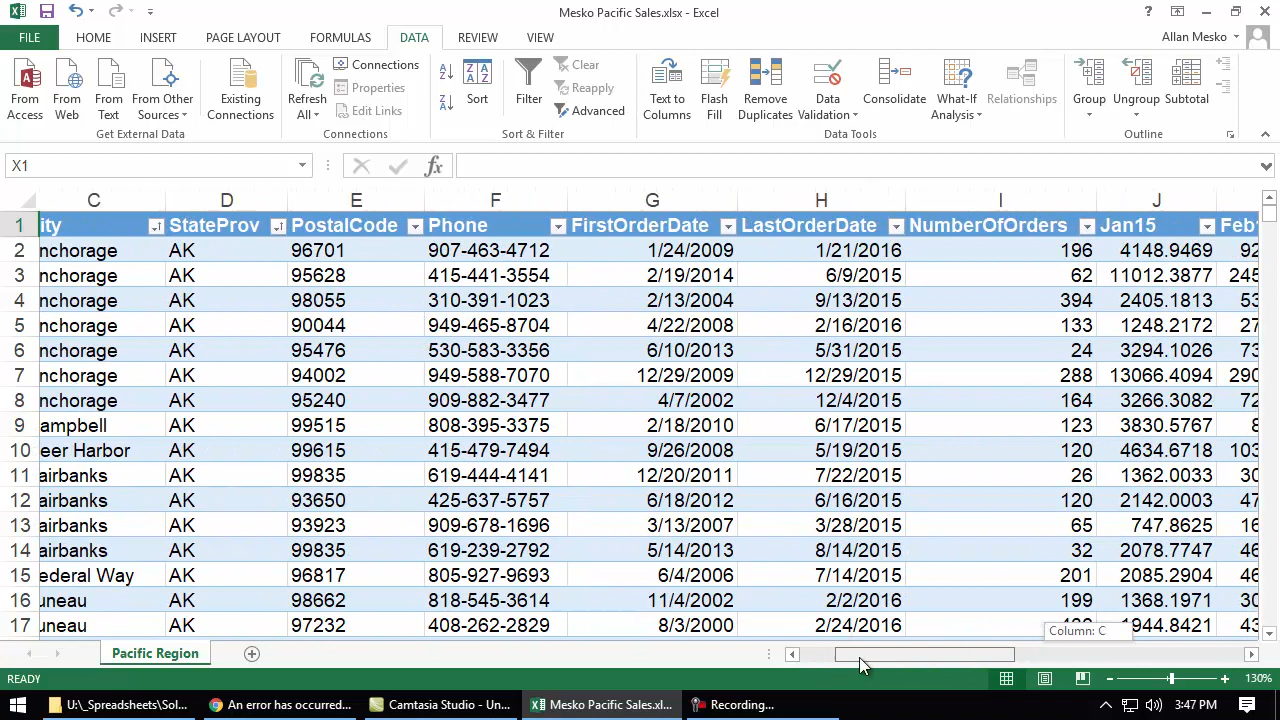 Mesko Pacific Sales.xlsx - Excel
FILE HOME INSERT PAGE LAYOUT FORMULAS DATA REVIEW VIEW Allan Mesko
From Access
From Web
From Text
From Other Sources
Existing Connections
Get External Data
Refresh All
Connections
Properties
Edit Links
Connections
Sort
Filter
Clear
Reapply
Advanced
Sort & Filter
Text to Columns
Flash Fill
Remove Duplicates
Data Validation
Consolidate
What-If Analysis
Relationships
Data Tools
Group
Ungroup
Subtotal
Outline
X1 fx
C D E F G H I J
1 ity StateProv PostalCode Phone FirstOrderDate LastOrderDate NumberOfOrders Jan15 Feb
2 nchorage AK 96701 907-463-4712 1/24/2009 1/21/2016 196 4148.9469 92
3 nchorage AK 95628 415-441-3554 2/19/2014 6/9/2015 62 11012.3877 245
4 nchorage AK 98055 310-391-1023 2/13/2004 9/13/2015 394 2405.1813 53
5 nchorage AK 90044 949-465-8704 4/22/2008 2/16/2016 133 1248.2172 27
6 nchorage AK 95476 530-583-3356 6/10/2013 5/31/2015 24 3294.1026 73
7 nchorage AK 94002 949-588-7070 12/29/2009 12/29/2015 288 13066.4094 290
8 nchorage AK 95240 909-882-3477 4/7/2002 12/4/2015 164 3266.3082 72
9 ampbell AK 99515 808-395-3375 2/18/2010 6/17/2015 123 3830.5767 8
10 eer Harbor AK 99615 415-479-7494 9/26/2008 5/19/2015 120 4634.6718 103
11 airbanks AK 99835 619-444-4141 12/20/2011 7/22/2015 26 1362.0033 30
12 airbanks AK 93650 425-637-5757 6/18/2012 6/16/2015 120 2142.0003 47
13 airbanks AK 93923 909-678-1696 3/13/2007 3/28/2015 65 747.8625 16
14 airbanks AK 99835 619-239-2792 5/14/2013 8/14/2015 32 2078.7747 46
15 ederal Way AK 96817 805-927-9693 6/4/2006 7/14/2015 201 2085.2904 46
16 uneau AK 98662 818-545-3614 11/4/2002 2/2/2016 199 1368.1971 30
17 uneau AK 97232 408-262-2829 8/3/2000 2/24/2016 1944.8421 43
Column: C
Pacific Region
READY 130%
U:\_Spreadsheets\Sol... An error has occurred... Camtasia Studio - Un... Mesko Pacific Sales.xl... Recording... 3:47 PM